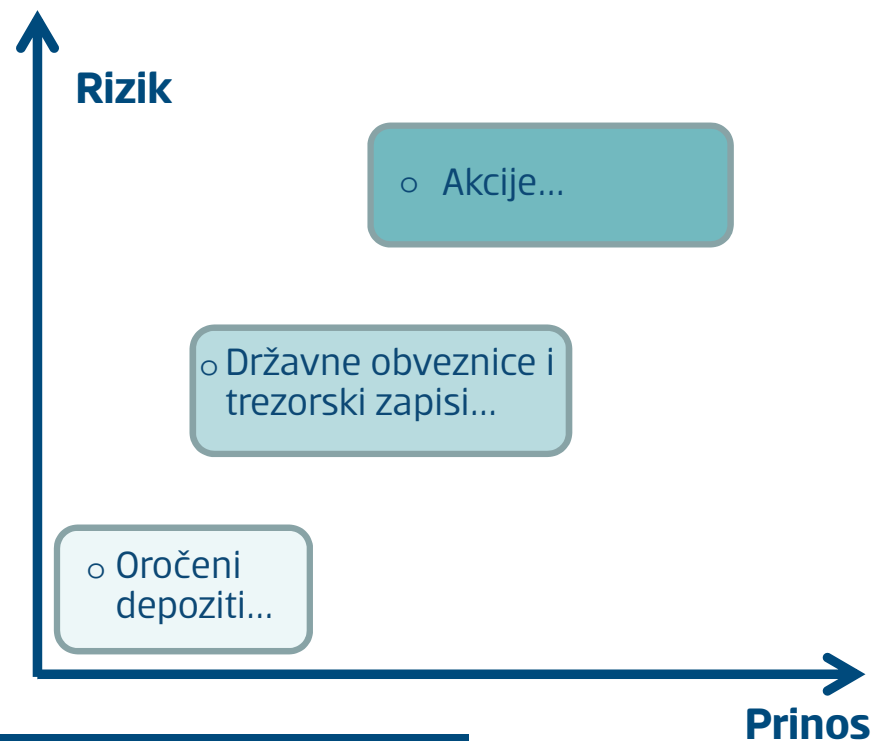 Rizik
o Akcije...
o Državne obveznice i
trezorski zapisi...
o Oročeni
depoziti...
Prinos